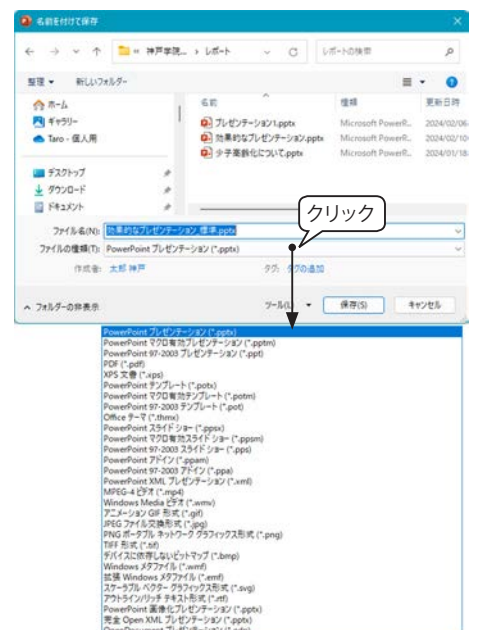 名前を付けて保存
神戸学院... › レポート
レポートの検索
整理 新しいフォルダー
ホーム
ギャラリー
Taro - 個人用
デスクトップ
ダウンロード
ドキュメント
名前 種類 更新日時
プレゼンテーション1.pptx Microsoft PowerP... 2024/02/06
効果的なプレゼンテーション.pptx Microsoft PowerP... 2024/02/10
少子高齢化について.pptx Microsoft PowerP... 2024/01/18
クリック
ファイル名(N): 効果的なプレゼンテーション_標準.pptx
ファイルの種類(T): PowerPoint プレゼンテーション (*.pptx)
作成者: 太郎 神戸 タグ: タグの追加
フォルダーの非表示 ツール(L) 保存(S) キャンセル
PowerPoint プレゼンテーション (*.pptx)
PowerPoint マクロ有効プレゼンテーション (*.pptm)
PowerPoint 97-2003 プレゼンテーション (*.ppt)
PDF (*.pdf)
XPS 文書 (*.xps)
PowerPoint テンプレート (*.potx)
PowerPoint マクロ有効テンプレート (*.potm)
PowerPoint 97-2003 テンプレート (*.pot)
Office テーマ (*.thmx)
PowerPoint スライド ショー (*.ppsx)
PowerPoint マクロ有効スライド ショー (*.ppsm)
PowerPoint 97-2003 スライド ショー (*.pps)
PowerPoint アドイン (*.ppam)
PowerPoint 97-2003 アドイン (*.ppa)
PowerPoint XML プレゼンテーション (*.xml)
MPEG-4 ビデオ (*.mp4)
Windows Media ビデオ (*.wmv)
アニメーション GIF 形式 (*.gif)
JPEG ファイル交換形式 (*.jpg)
PNG ポータブル ネットワーク グラフィックス形式 (*.png)
TIFF 形式 (*.tif)
デバイスに依存しないビットマップ (*.bmp)
Windows メタファイル (*.wmf)
拡張 Windows メタファイル (*.emf)
スケーラブル ベクター グラフィックス形式 (*.svg)
アウトライン/リッチ テキスト形式 (*.rtf)
PowerPoint 画像化プレゼンテーション (*.pptx)
完全 Open XML プレゼンテーション (*.pptx)
OpenDocument プレゼンテーション (*.odp)